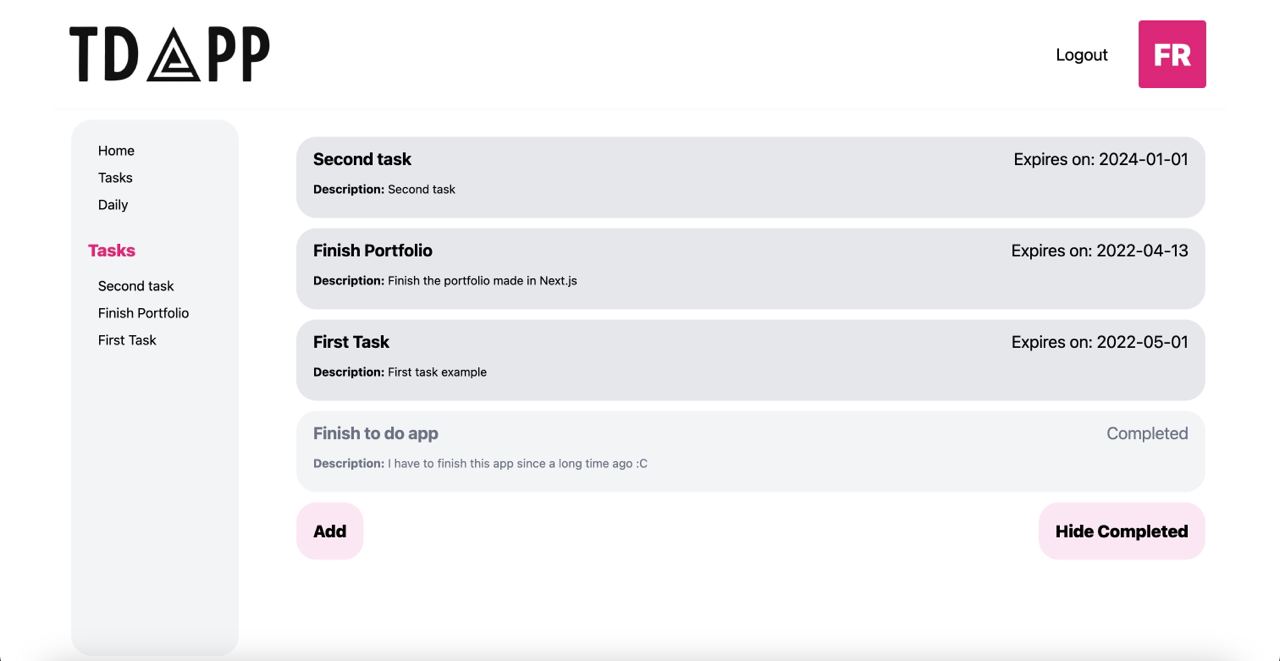 TDAPP
Logout
FR
Home
Tasks
Daily
Tasks
Second task
Finish Portfolio
First Task
Second task
Expires on: 2024-01-01
Description: Second task
Finish Portfolio
Expires on: 2022-04-13
Description: Finish the portfolio made in Next.js
First Task
Expires on: 2022-05-01
Description: First task example
Finish to do app
Completed
Description: I have to finish this app since a long time ago :C
Add
Hide Completed